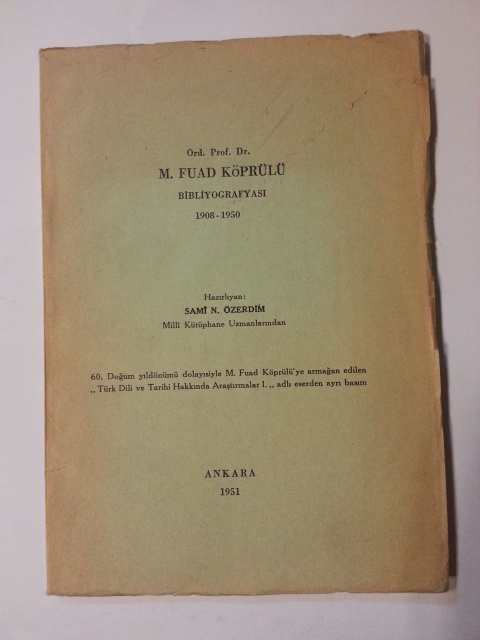 Ord. Prof. Dr.
M. FUAD KÖPRÜLÜ
BİBLİYOGRAFYASI
1908 - 1950
Hazırlıyan:
SAMİ N. ÖZERDİM
Millî Kütüphane Uzmanlarından
60. Doğum yıldönümü dolayısiyle M. Fuad Köprülü'ye armağan edilen
„ Türk Dili ve Tarihi Hakkında Araştırmalar I. „ adlı eserden ayrı basım
ANKARA
1951